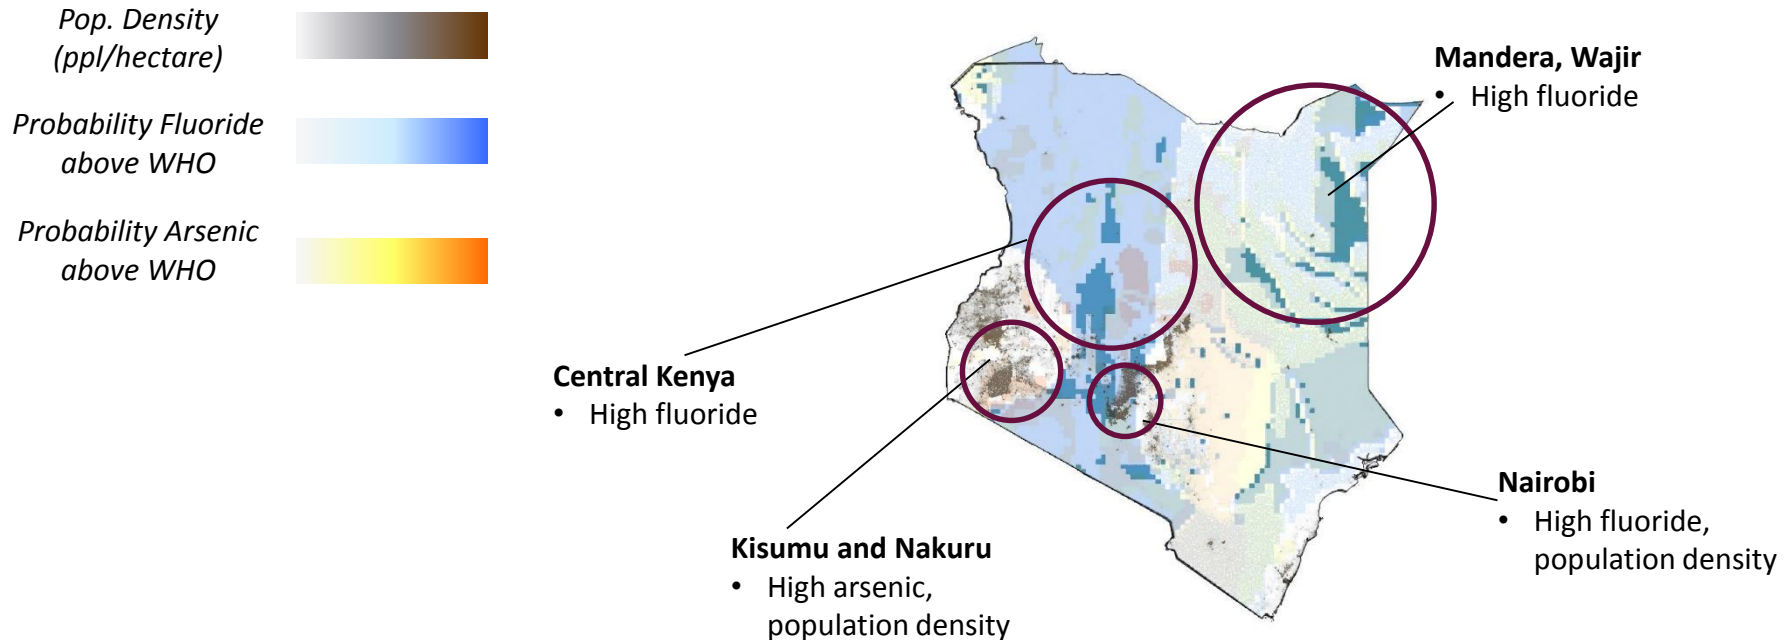 Pop. Density
(ppl/hectare)
Probability Fluoride
above WHO
Probability Arsenic
above WHO
Mandera, Wajir
• High fluoride
Central Kenya
• High fluoride
Kisumu and Nakuru
• High arsenic,
population density
Nairobi
• High fluoride,
population density